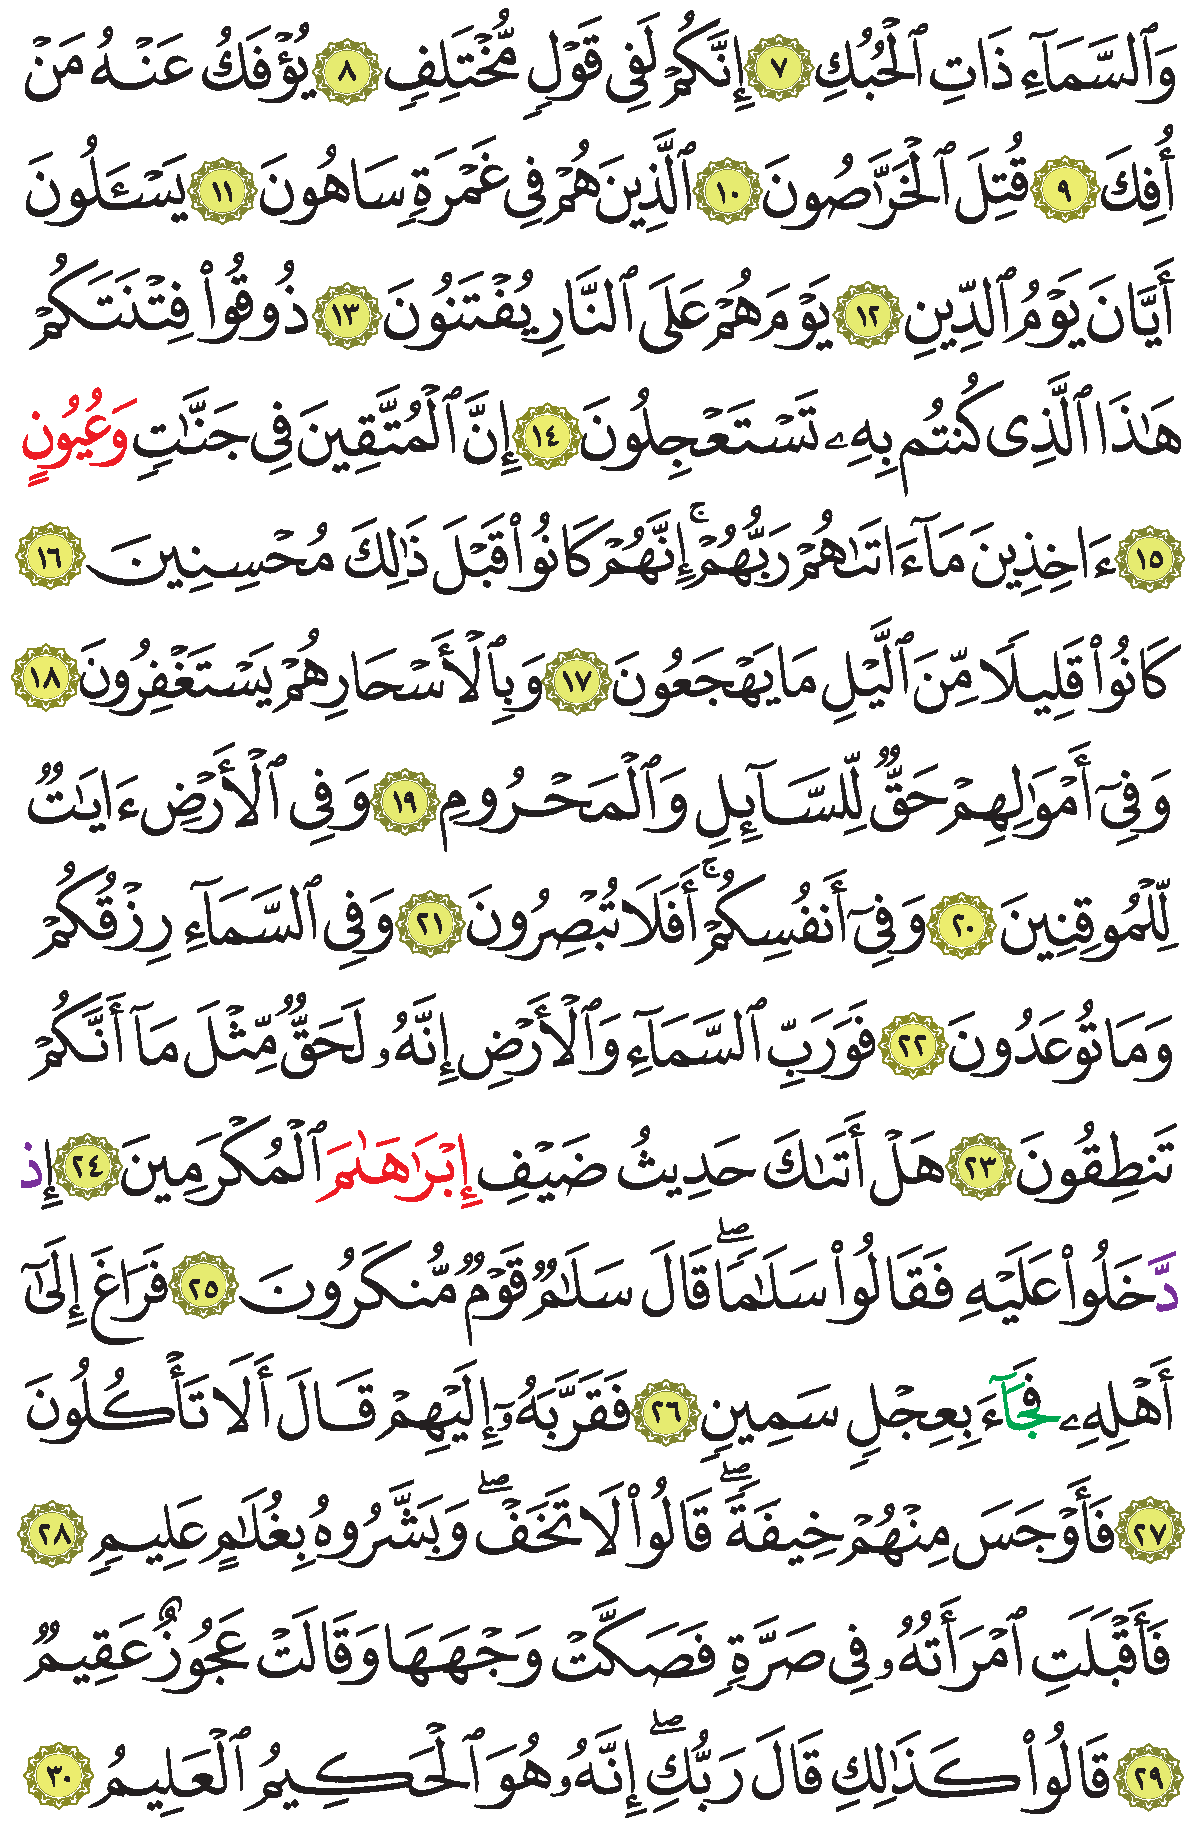 وَٱلسَّمَآءِ ذَاتِ ٱلْحُبُكِ ٧ إِنَّكُمْ لَفِى قَوْلٍ مُّخْتَلِفٍ ٨ يُؤْفَكُ عَنْهُ مَنْ
أُفِكَ ٩ قُتِلَ ٱلْخَرَّٰصُونَ ١٠ ٱلَّذِينَ هُمْ فِى غَمْرَةٍ سَاهُونَ ١١ يَسْـَٔلُونَ
أَيَّانَ يَوْمُ ٱلدِّينِ ١٢ يَوْمَ هُمْ عَلَى ٱلنَّارِ يُفْتَنُونَ ١٣ ذُوقُوا۟ فِتْنَتَكُمْ
هَٰذَا ٱلَّذِى كُنتُم بِهِۦ تَسْتَعْجِلُونَ ١٤ إِنَّ ٱلْمُتَّقِينَ فِى جَنَّٰتٍ وَعُيُونٍ
١٥ ءَاخِذِينَ مَآ ءَاتَىٰهُمْ رَبُّهُمْ ۚ إِنَّهُمْ كَانُوا۟ قَبْلَ ذَٰلِكَ مُحْسِنِينَ ١٦
كَانُوا۟ قَلِيلًا مِّنَ ٱلَّيْلِ مَا يَهْجَعُونَ ١٧ وَبِٱلْأَسْحَارِ هُمْ يَسْتَغْفِرُونَ ١٨
وَفِىٓ أَمْوَٰلِهِمْ حَقٌّ لِّلسَّآئِلِ وَٱلْمَحْرُومِ ١٩ وَفِى ٱلْأَرْضِ ءَايَٰتٌ
لِّلْمُوقِنِينَ ٢٠ وَفِىٓ أَنفُسِكُمْ ۚ أَفَلَا تُبْصِرُونَ ٢١ وَفِى ٱلسَّمَآءِ رِزْقُكُمْ
وَمَا تُوعَدُونَ ٢٢ فَوَرَبِّ ٱلسَّمَآءِ وَٱلْأَرْضِ إِنَّهُۥ لَحَقٌّ مِّثْلَ مَآ أَنَّكُمْ
تَنطِقُونَ ٢٣ هَلْ أَتَىٰكَ حَدِيثُ ضَيْفِ إِبْرَٰهَٰمَ ٱلْمُكْرَمِينَ ٢٤ إِذ
دَّخَلُوا۟ عَلَيْهِ فَقَالُوا۟ سَلَٰمًا ۖ قَالَ سَلَٰمٌ قَوْمٌ مُّنكَرُونَ ٢٥ فَرَاغَ إِلَىٰٓ
أَهْلِهِۦ فَجَآءَ بِعِجْلٍ سَمِينٍ ٢٦ فَقَرَّبَهُۥٓ إِلَيْهِمْ قَالَ أَلَا تَأْكُلُونَ
٢٧ فَأَوْجَسَ مِنْهُمْ خِيفَةً ۖ قَالُوا۟ لَا تَخَفْ ۖ وَبَشَّرُوهُ بِغُلَٰمٍ عَلِيمٍ ٢٨
فَأَقْبَلَتِ ٱمْرَأَتُهُۥ فِى صَرَّةٍ فَصَكَّتْ وَجْهَهَا وَقَالَتْ عَجُوزٌ عَقِيمٌ
٢٩ قَالُوا۟ كَذَٰلِكِ قَالَ رَبُّكِ ۖ إِنَّهُۥ هُوَ ٱلْحَكِيمُ ٱلْعَلِيمُ ٣٠